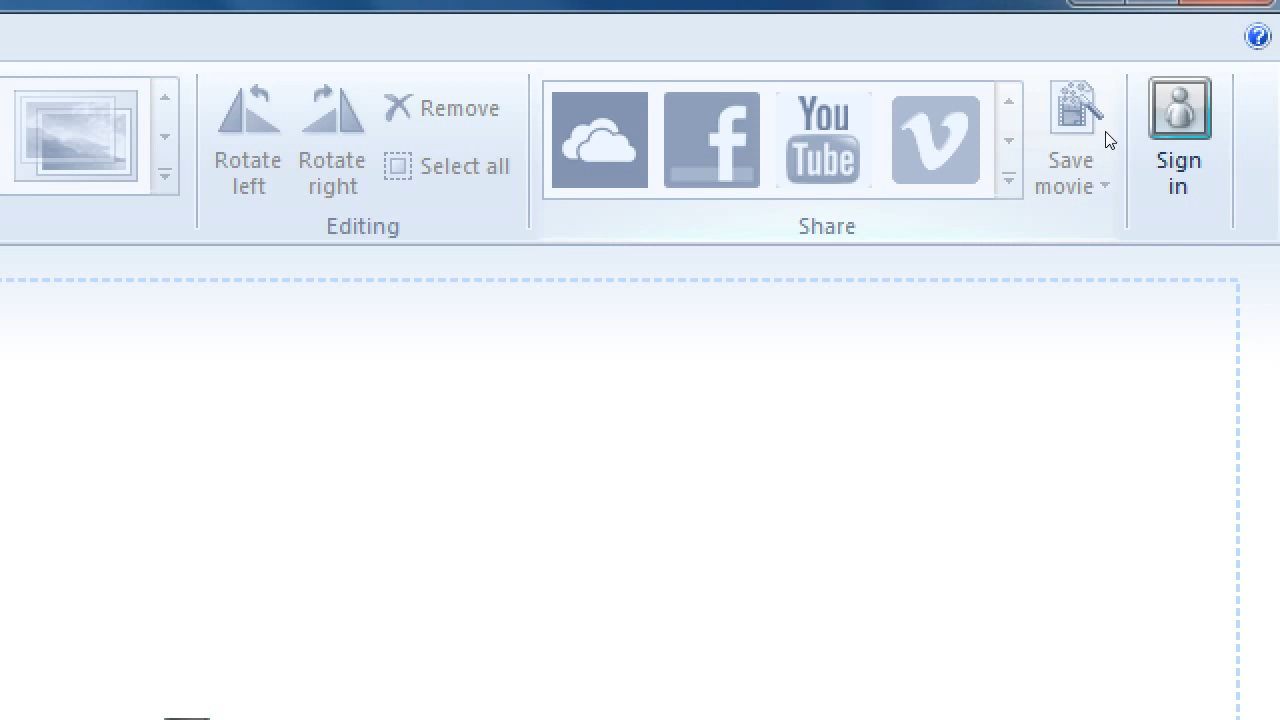 Rotate left
Rotate right
Remove
Select all
Editing
f
You
Tube
v
Share
Save movie
Sign in
?